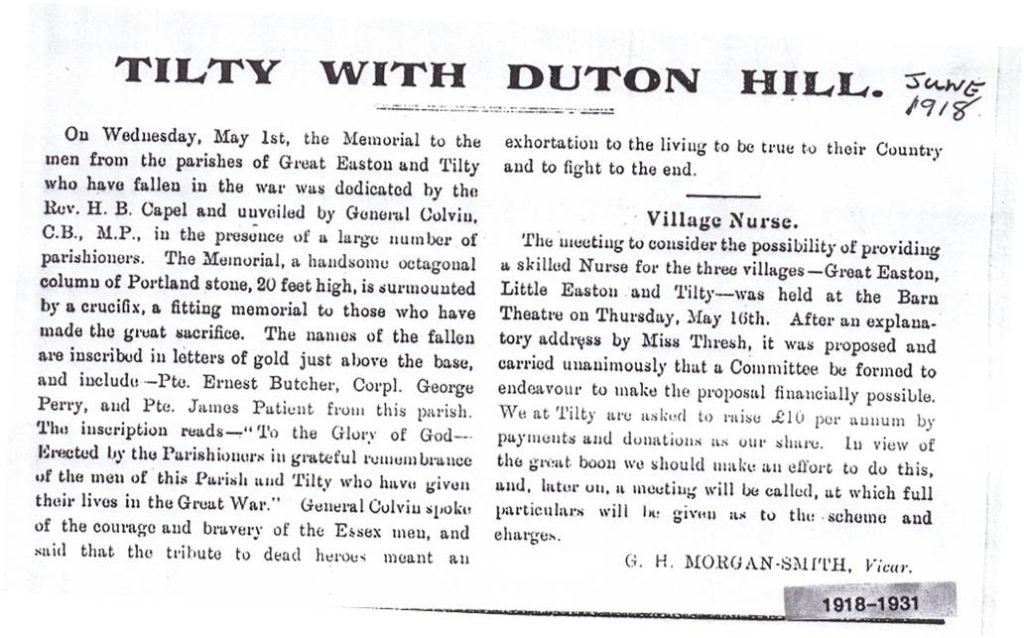 TILTY WITH DUTON HILL.
JUNE
1918.
On Wednesday, May 1st, the Memorial to the
men from the parishes of Great Easton and Tilty
who have fallen in the war was dedicated by the
Rev. H. B. Capel and unveiled by General Colvin,
C.B., M.P., in the presence of a large number of
parishioners. The Memorial, a handsome octagonal
column of Portland stone, 20 feet high, is surmounted
by a crucifix, a fitting memorial to those who have
made the great sacrifice. The names of the fallen
are inscribed in letters of gold just above the base,
and include—Pte. Ernest Butcher, Corpl. George
Perry, and Pte. James Patient from this parish.
The inscription reads—"To the Glory of God—
Erected by the Parishioners in grateful remembrance
of the men of this Parish and Tilty who have given
their lives in the Great War." General Colvin spoke
of the courage and bravery of the Essex men, and
said that the tribute to dead heroes meant an
exhortation to the living to be true to their Country
and to fight to the end.
Village Nurse.
The meeting to consider the possibility of providing
a skilled Nurse for the three villages—Great Easton,
Little Easton and Tilty—was held at the Barn
Theatre on Thursday, May 16th. After an explana-
tory address by Miss Thresh, it was proposed and
carried unanimously that a Committee be formed to
endeavour to make the proposal financially possible.
We at Tilty are asked to raise £10 per annum by
payments and donations as our share. In view of
the great boon we should make an effort to do this,
and, later on, a meeting will be called, at which full
particulars will be given as to the scheme and
charges.
G. H. MORGAN-SMITH, Vicar.
1918–1931